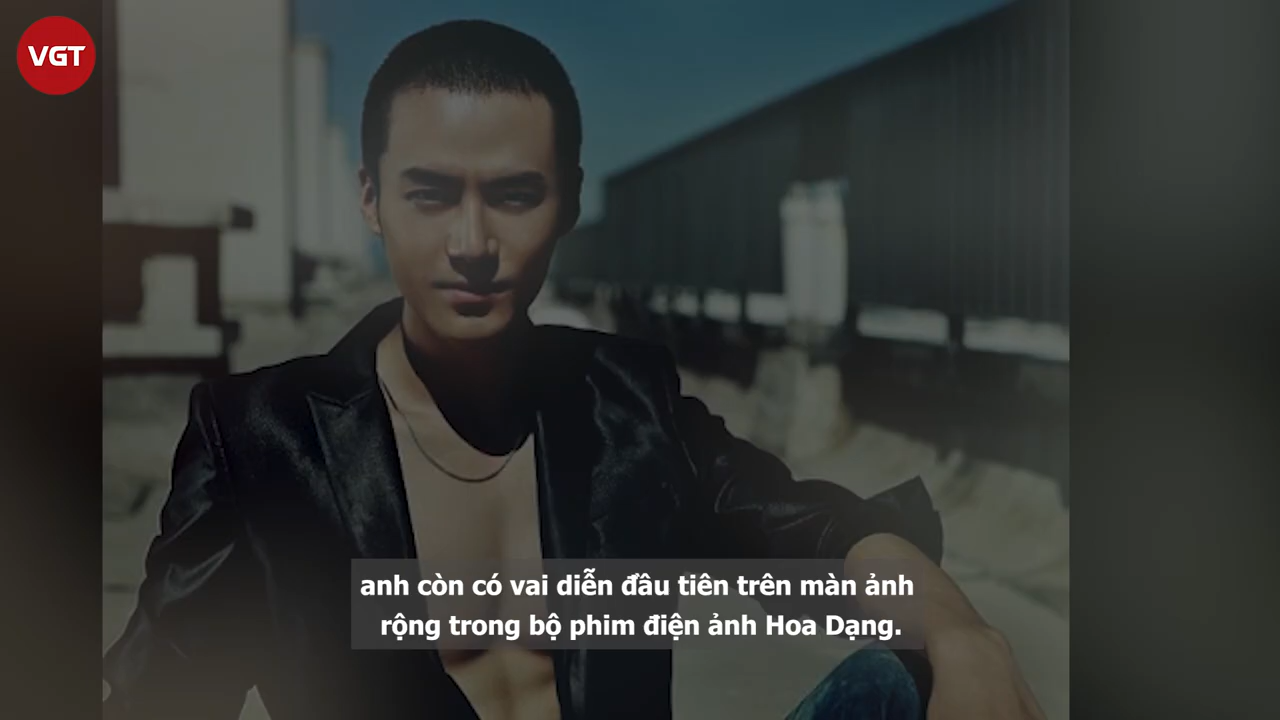 VGT
anh còn có vai diễn đầu tiên trên màn ảnh
rộng trong bộ phim điện ảnh Hoa Dạng.